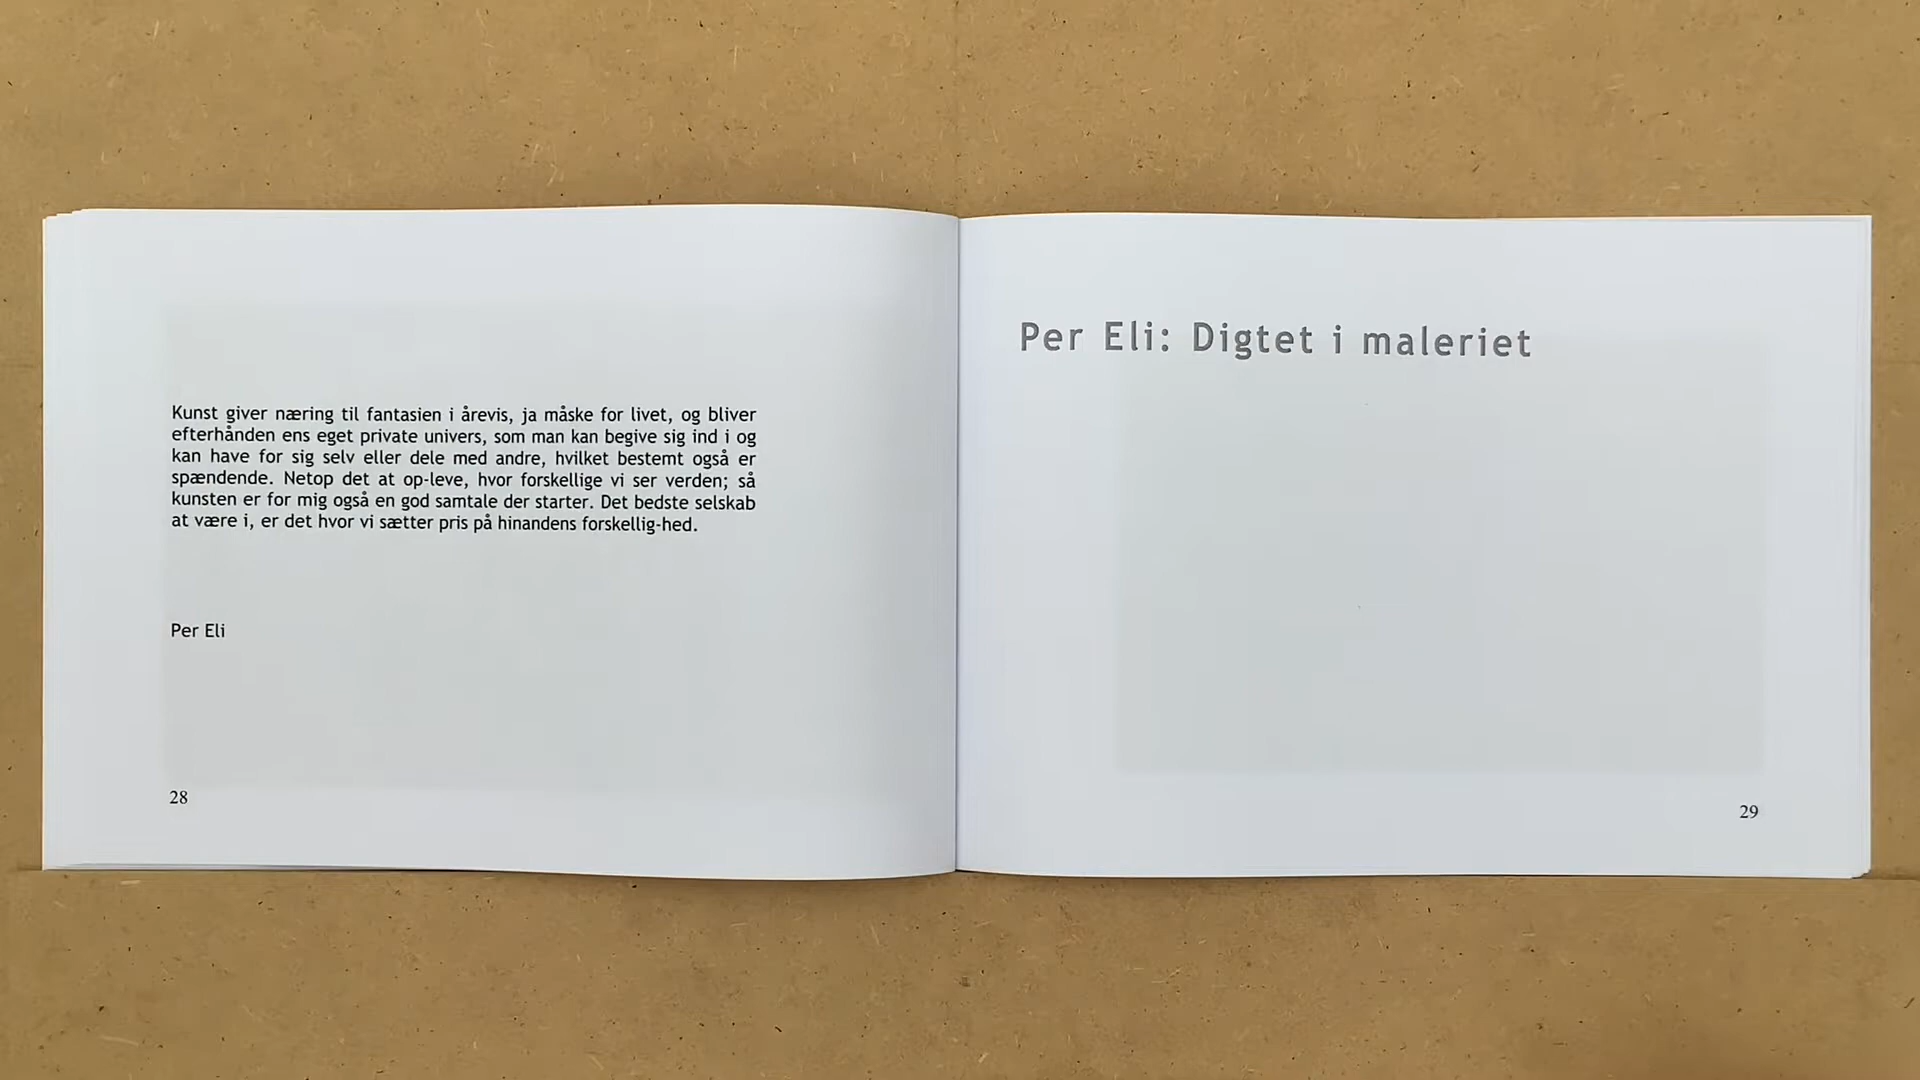 Kunst giver næring til fantasien i årevis, ja måske for livet, og bliver
efterhånden ens eget private univers, som man kan begive sig ind i og
kan have for sig selv eller dele med andre, hvilket bestemt også er
spændende. Netop det at op-leve, hvor forskellige vi ser verden; så
kunsten er for mig også en god samtale der starter. Det bedste selskab
at være i, er det hvor vi sætter pris på hinandens forskellig-hed.
Per Eli
28
Per Eli: Digtet i maleriet
29